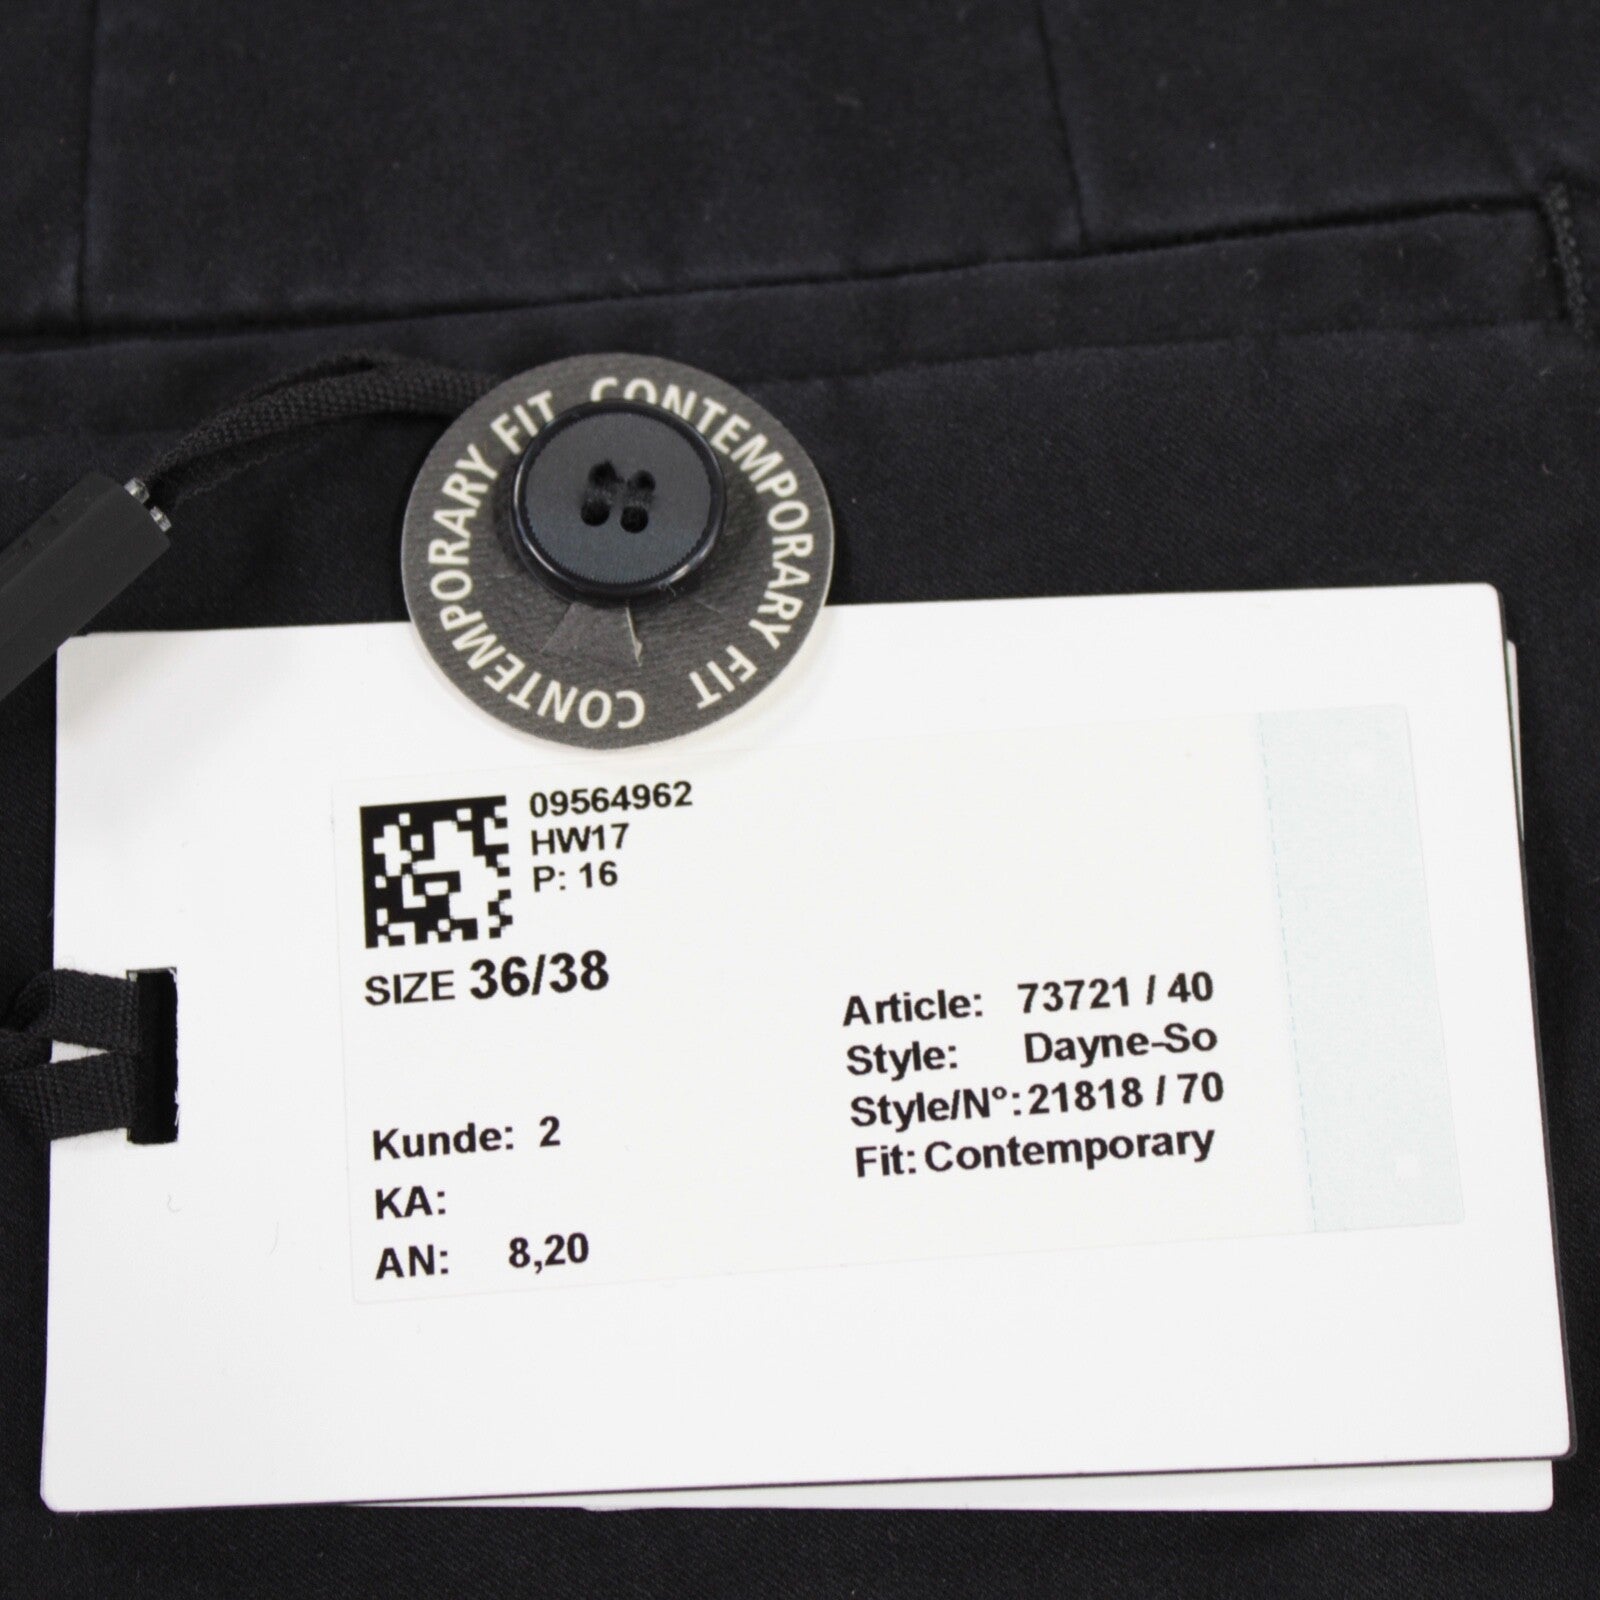 CONTEMPORARY FIT
CONTEMPORARY FIT
09564962
HW17
P: 16
SIZE 36/38
Kunde: 2
KA:
AN: 8,20
Article: 73721 / 40
Style: Dayne-So
Style/N°: 21818 / 70
Fit: Contemporary